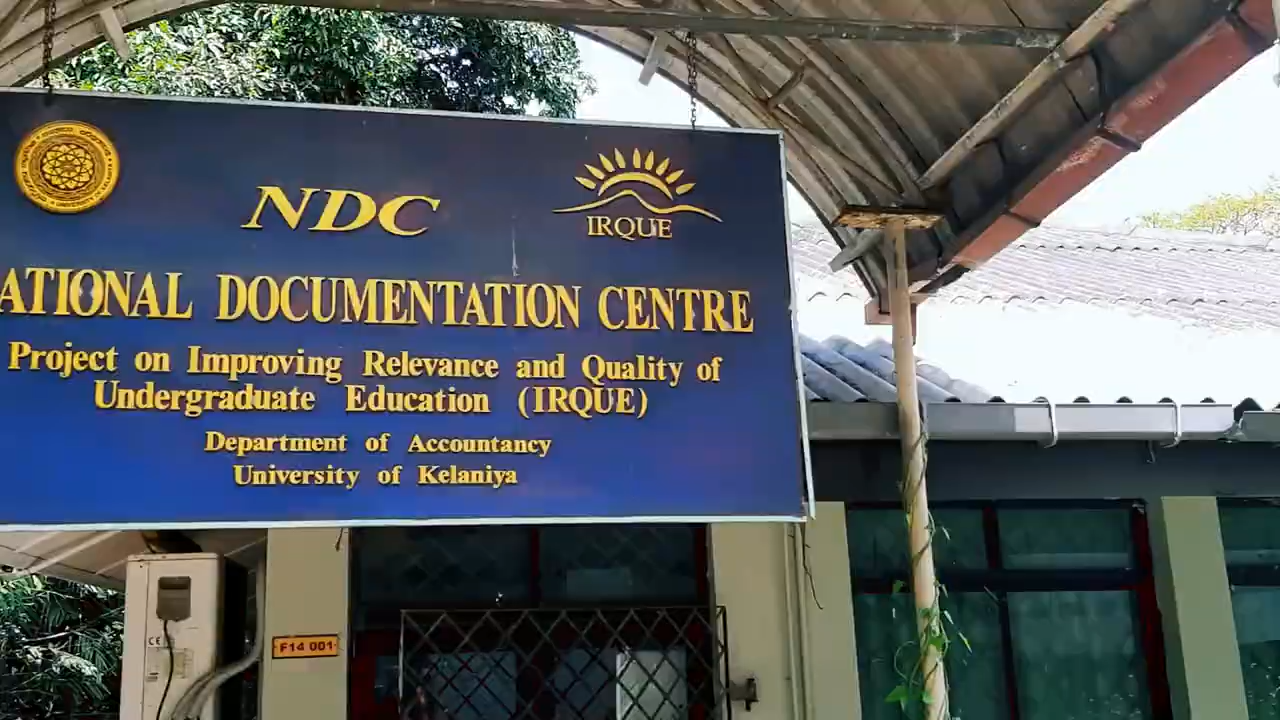 NDC
IRQUE
ATIONAL DOCUMENTATION CENTRE
Project on Improving Relevance and Quality of
Undergraduate Education (IRQUE)
Department of Accountancy
University of Kelaniya
CE
F14 001